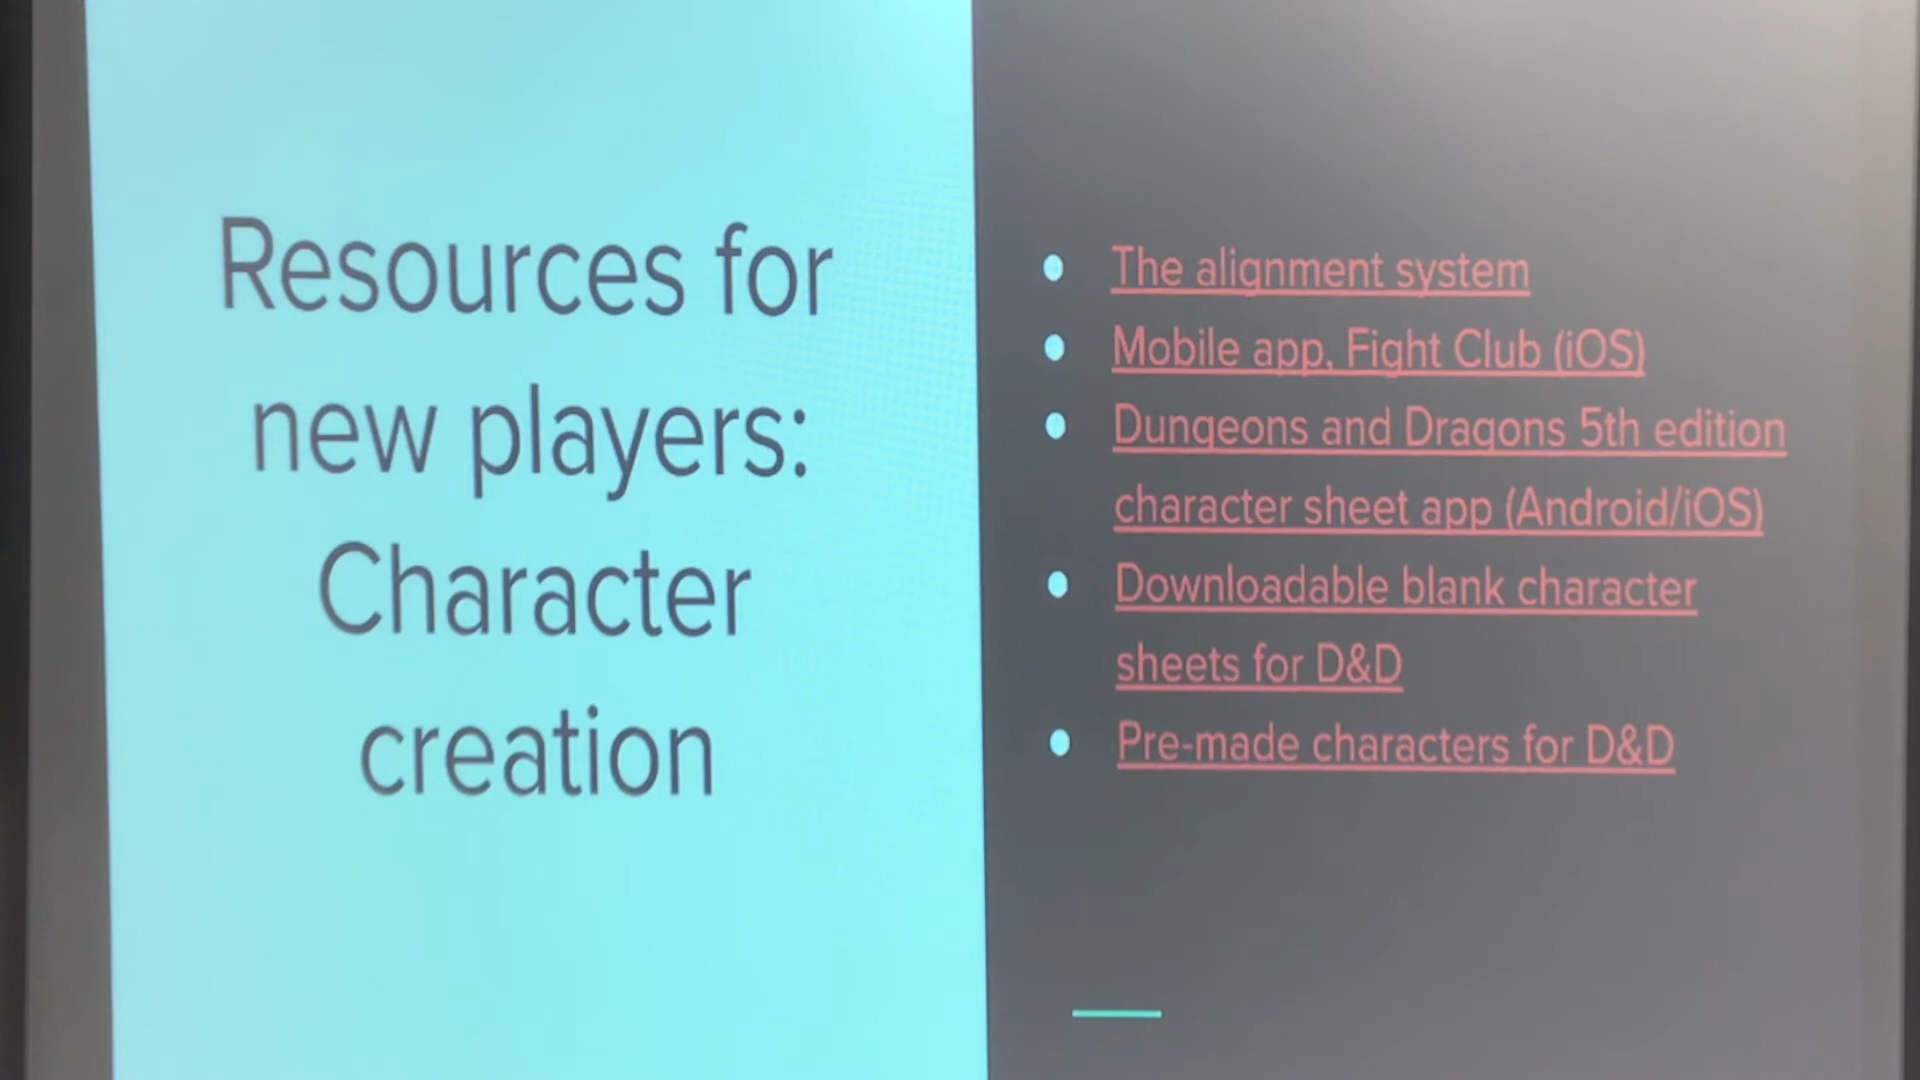 Resources for
new players:
Character
creation
The alignment system
Mobile app, Fight Club (iOS)
Dungeons and Dragons 5th edition
character sheet app (Android/iOS)
Downloadable blank character
sheets for D&D
Pre-made characters for D&D